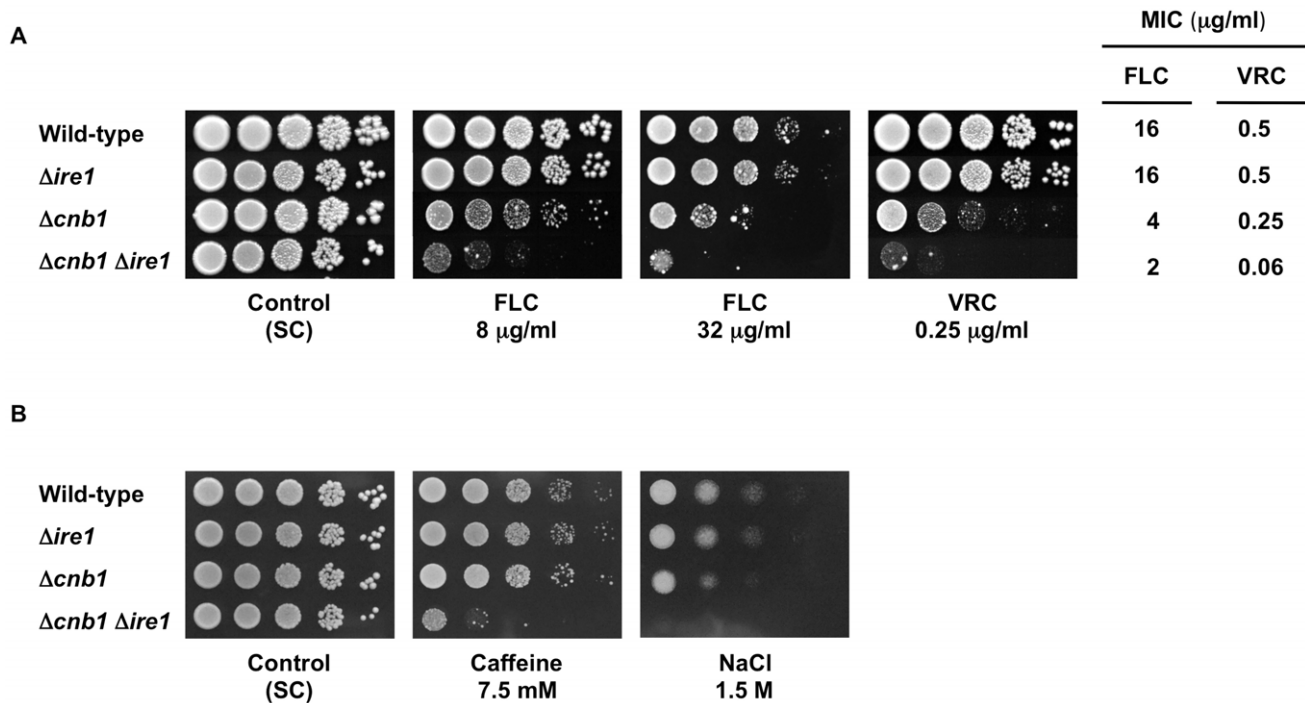 A
MIC (μg/ml)
FLC VRC
Wild-type 16 0.5
Δire1 16 0.5
Δcnb1 4 0.25
Δcnb1 Δire1 2 0.06
Control FLC FLC VRC
(SC) 8 μg/ml 32 μg/ml 0.25 μg/ml
B
Wild-type
Δire1
Δcnb1
Δcnb1 Δire1
Control Caffeine NaCl
(SC) 7.5 mM 1.5 M